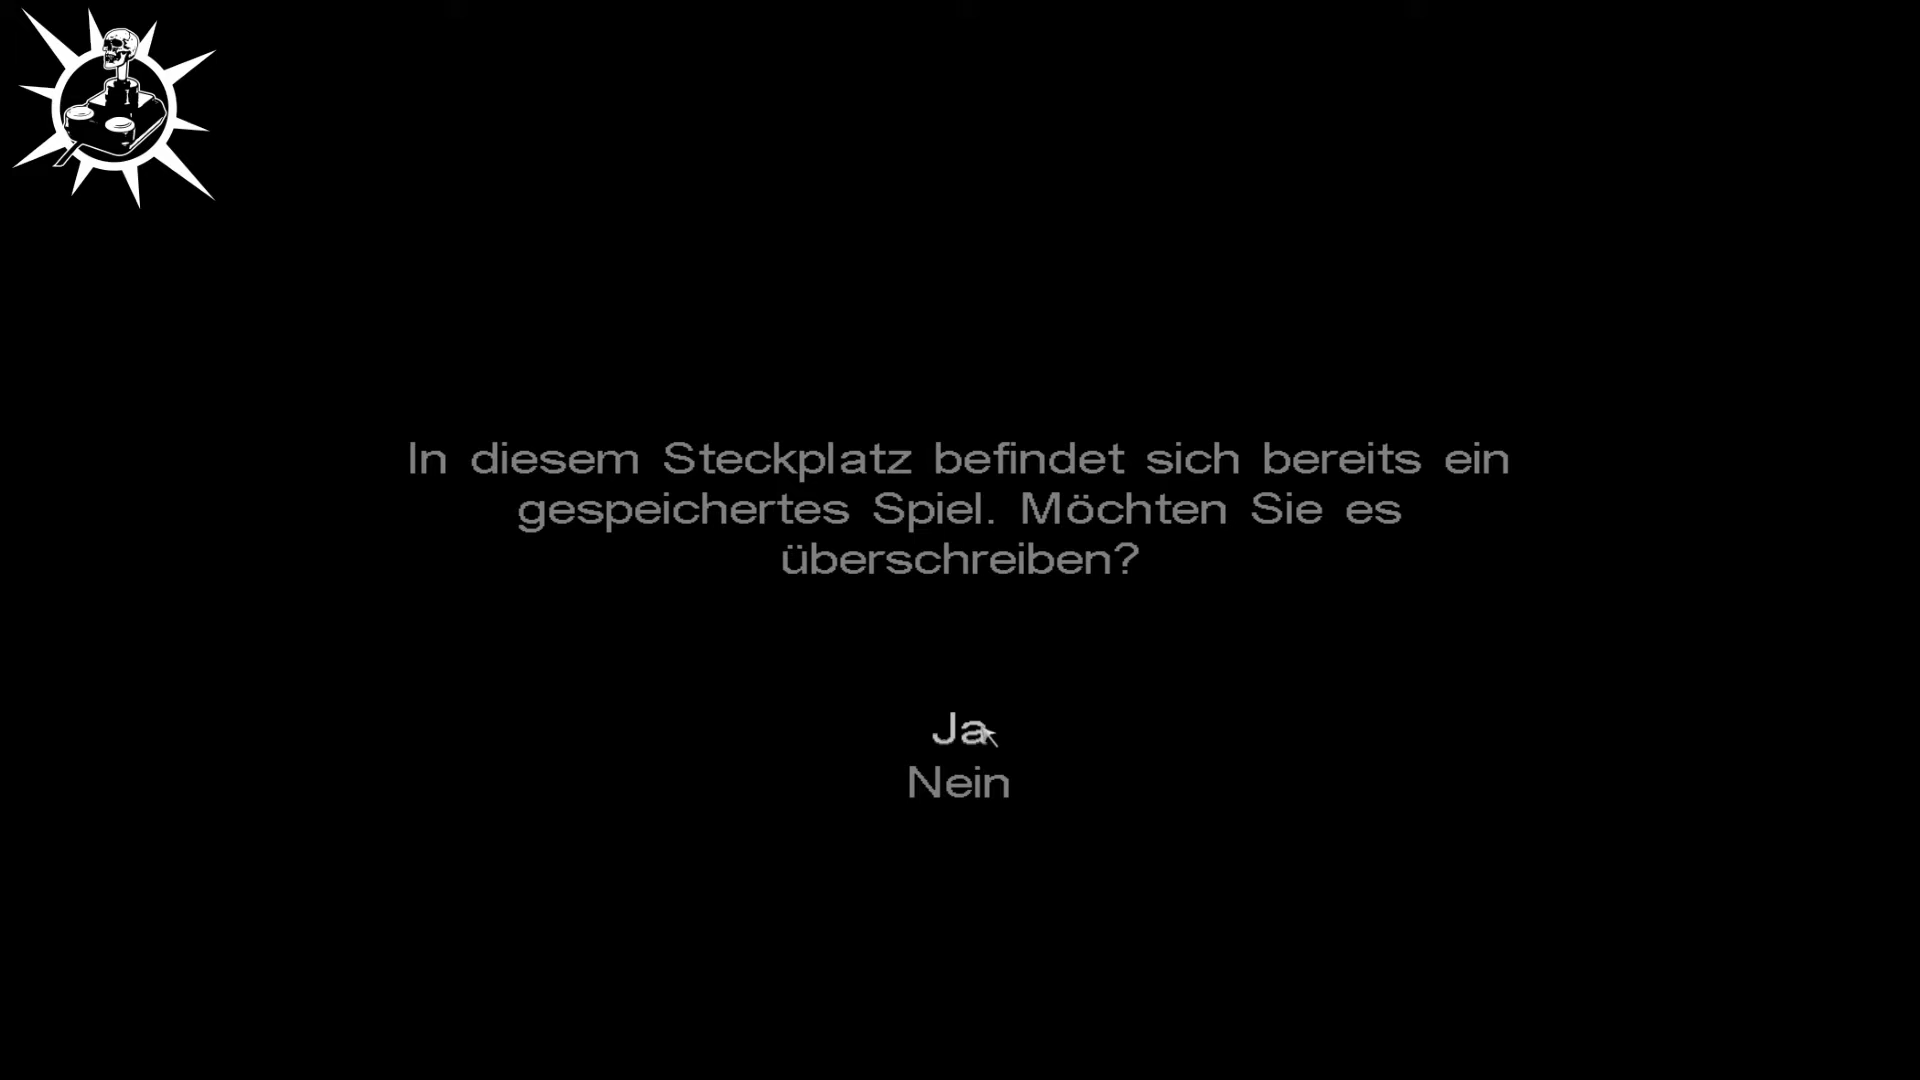 In diesem Steckplatz befindet sich bereits ein
gespeichertes Spiel. Möchten Sie es
überschreiben?
Ja
Nein